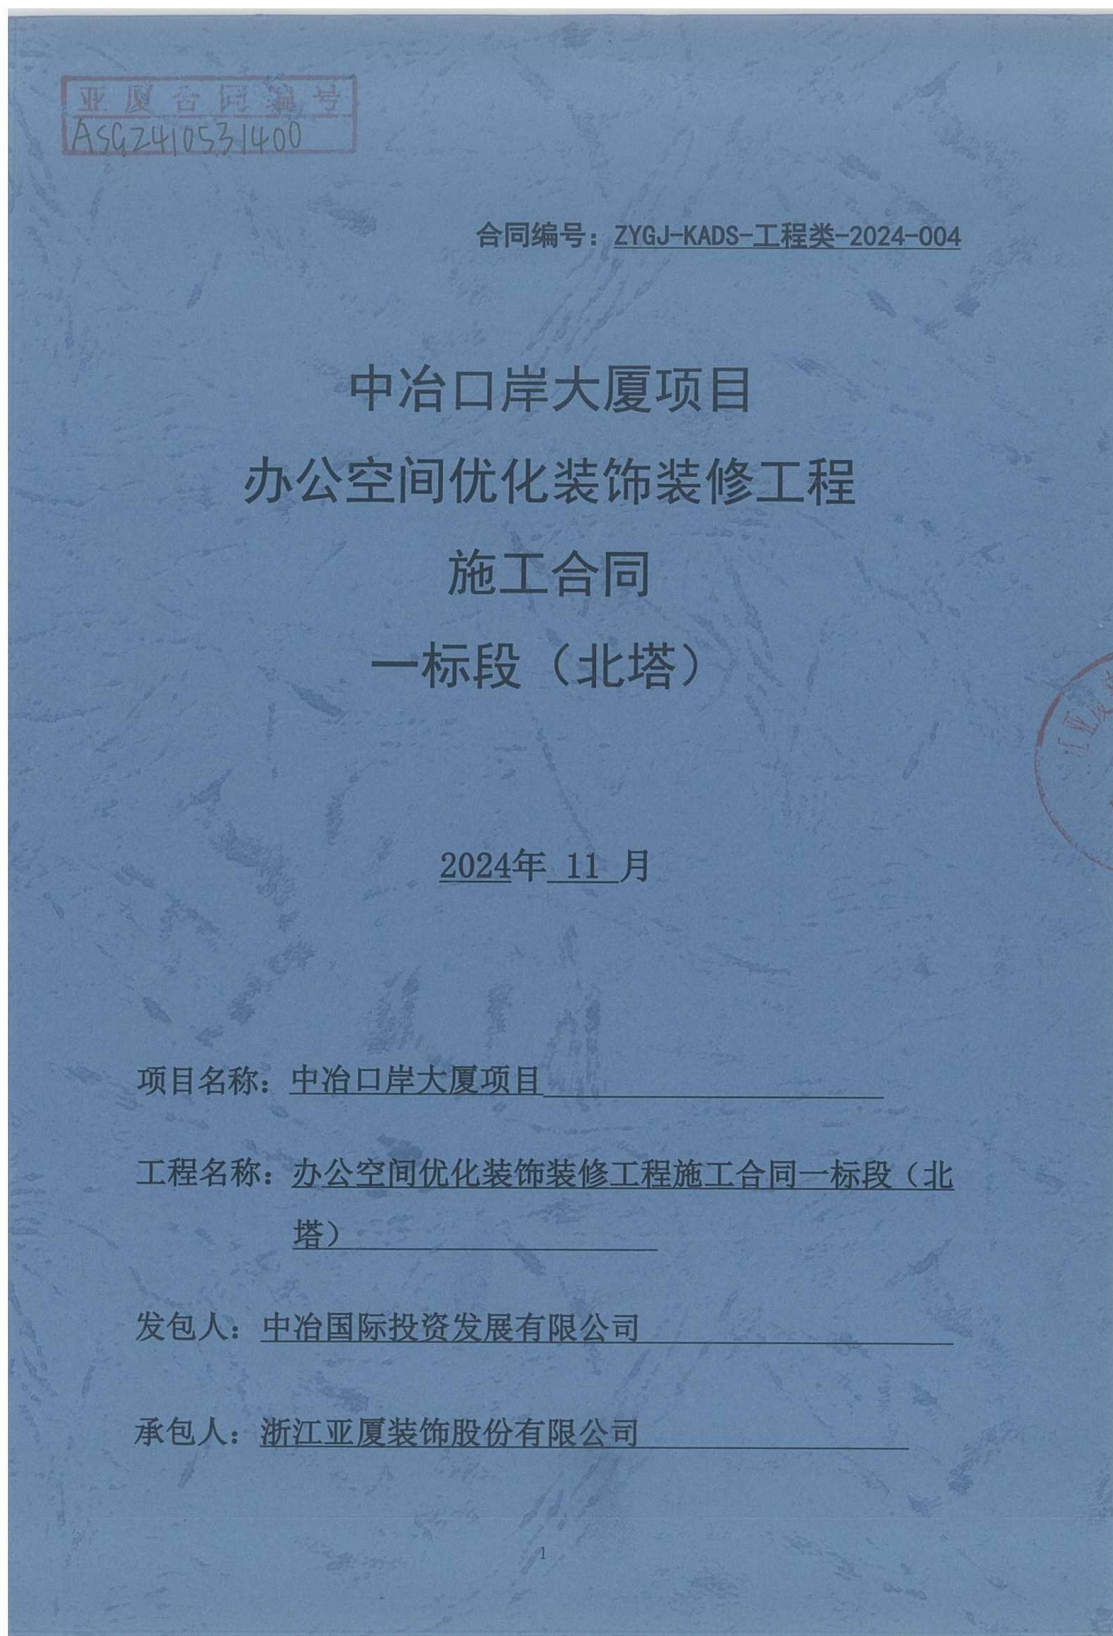 亚厦合同编号
ASGZ410531400
合同编号：ZYGJ-KADS-工程类-2024-004
中冶口岸大厦项目
办公空间优化装饰装修工程
施工合同
一标段（北塔）
江亚厦
2024年 11 月
项目名称：中冶口岸大厦项目
工程名称：办公空间优化装饰装修工程施工合同一标段（北
塔）
发包人：中冶国际投资发展有限公司
承包人：浙江亚厦装饰股份有限公司
1